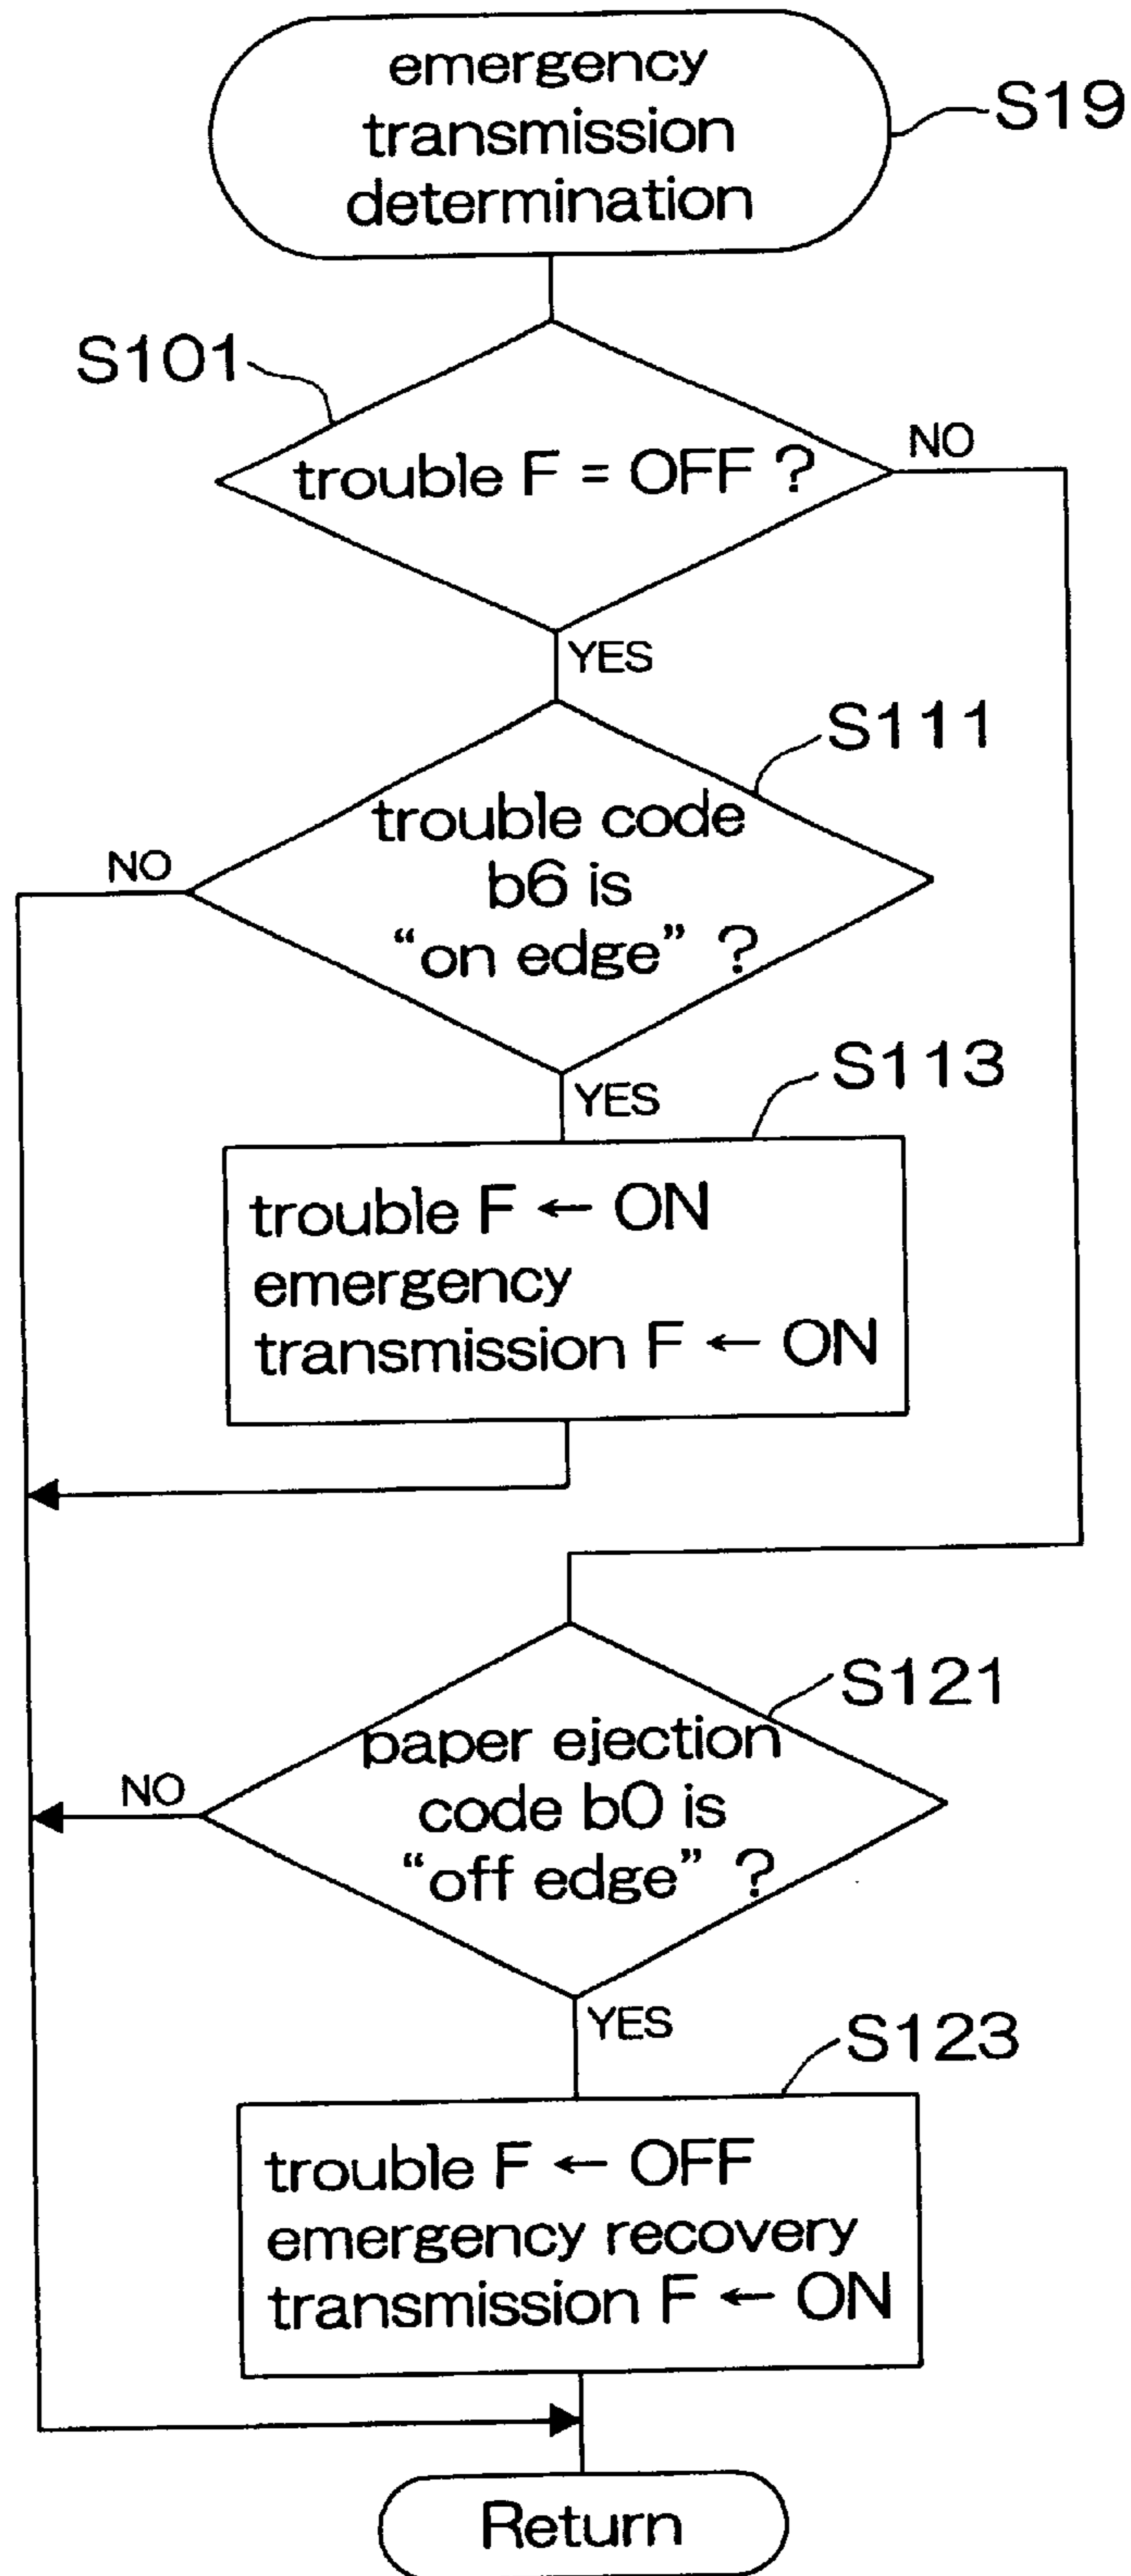 emergency
transmission
determination
S19
S101
trouble F = OFF ?
NO
YES
S111
trouble code
b6 is
“on edge” ?
NO
YES
S113
trouble F ← ON
emergency
transmission F ← ON
S121
paper ejection
code b0 is
“off edge” ?
NO
YES
S123
trouble F ← OFF
emergency recovery
transmission F ← ON
Return